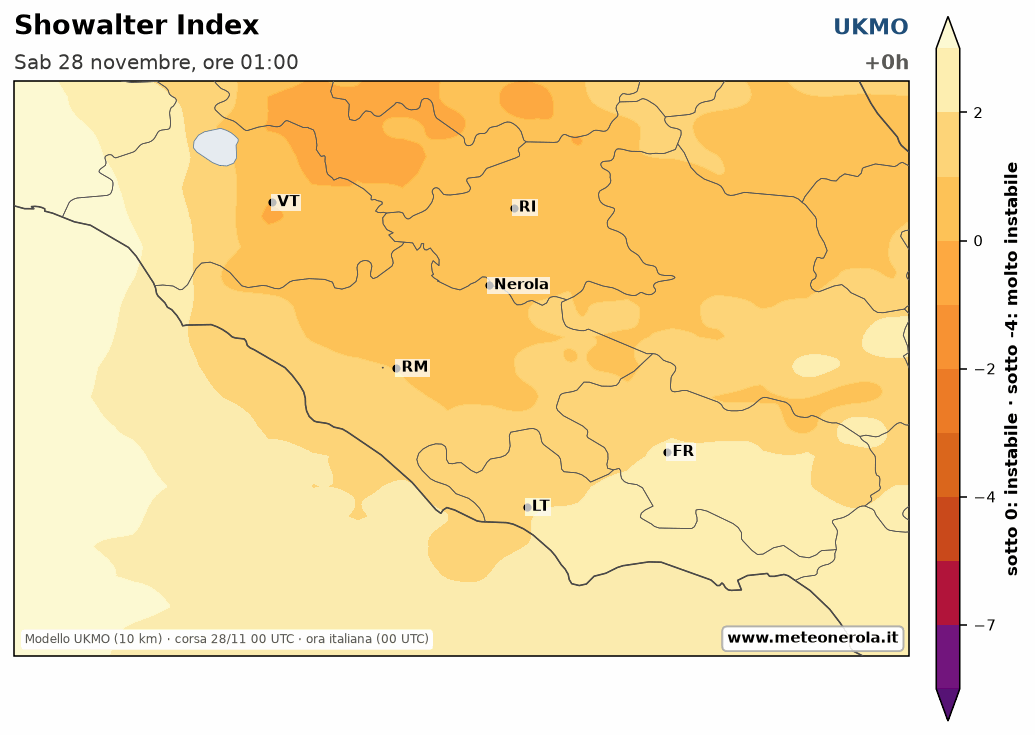 Showalter Index
UKMO
Sab 28 novembre, ore 01:00
+0h
VT
RI
Nerola
RM
FR
LT
Modello UKMO (10 km) · corsa 28/11 00 UTC · ora italiana (00 UTC)
www.meteonerola.it
2
0
−2
−4
−7
sotto 0: instabile · sotto -4: molto instabile